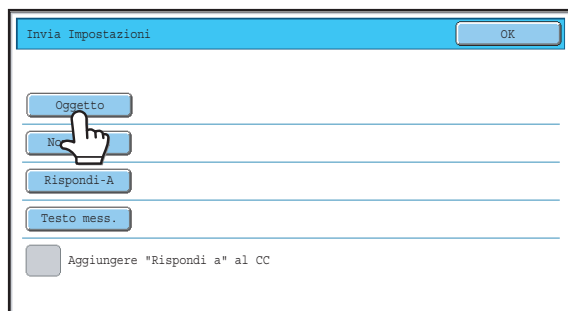 Invia Impostazioni OK
Oggetto
Rispondi-A
Testo mess.
Aggiungere "Rispondi a" al CC